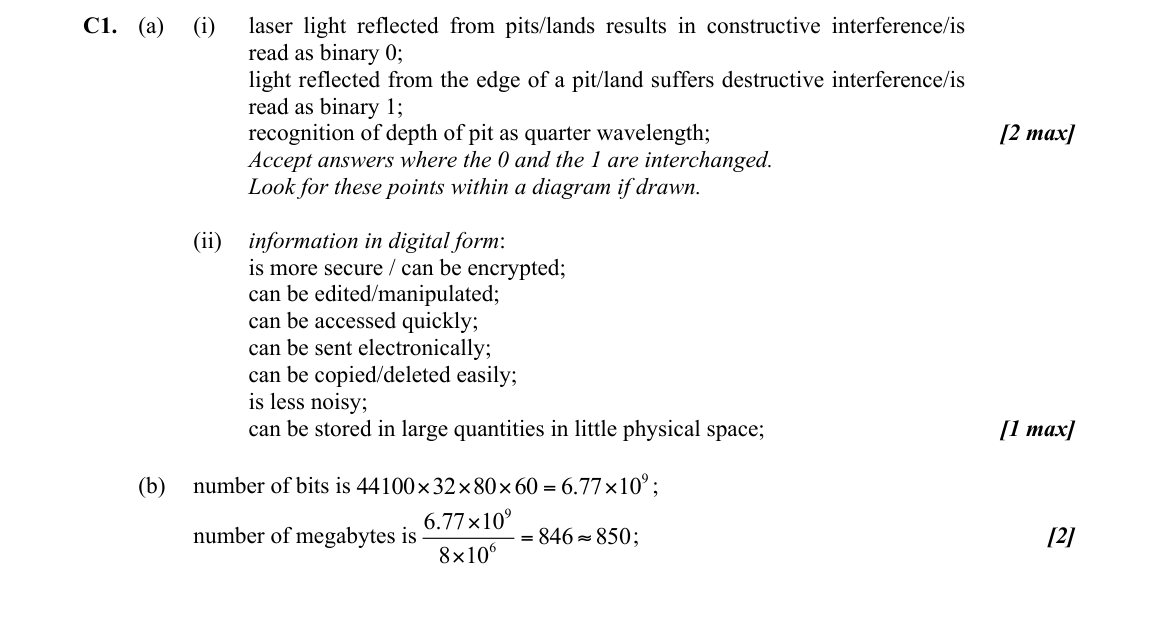 C1. (a) (i) laser light reflected from pits/lands results in constructive interference/is
read as binary 0;
light reflected from the edge of a pit/land suffers destructive interference/is
read as binary 1;
recognition of depth of pit as quarter wavelength; [2 max]
Accept answers where the 0 and the 1 are interchanged.
Look for these points within a diagram if drawn.
(ii) information in digital form:
is more secure / can be encrypted;
can be edited/manipulated;
can be accessed quickly;
can be sent electronically;
can be copied/deleted easily;
is less noisy;
can be stored in large quantities in little physical space; [1 max]
(b) number of bits is 44100×32×80×60 = 6.77×10⁹;
number of megabytes is 6.77×10⁹ / 8×10⁶ = 846 ≈ 850; [2]